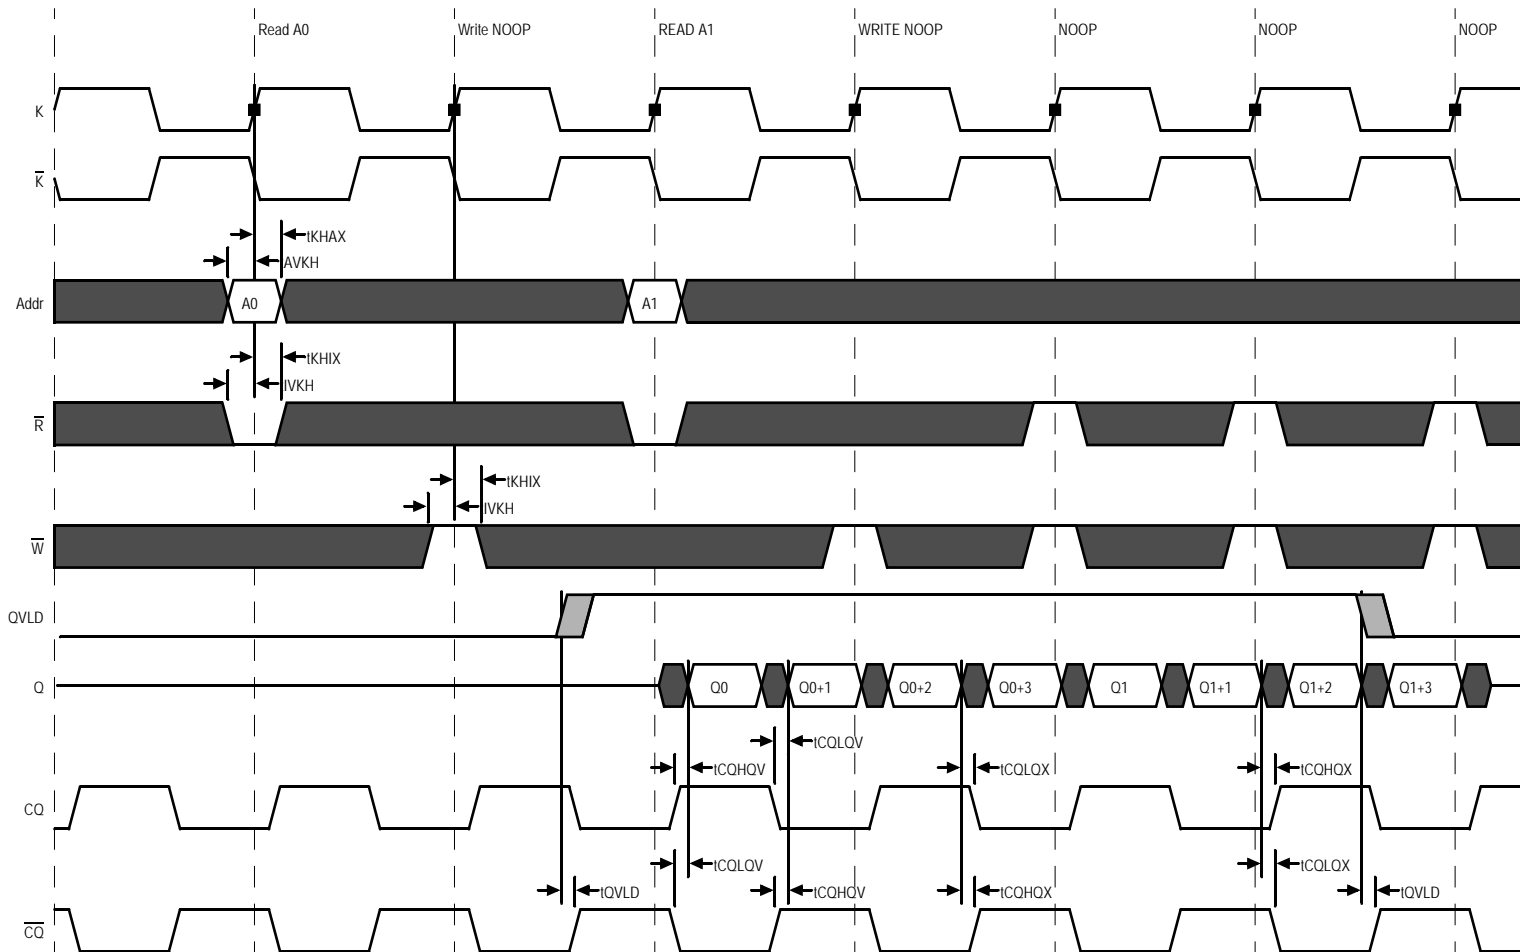 Read A0 Write NOOP READ A1 WRITE NOOP NOOP NOOP NOOP
K
K
tKHAX
AVKH
Addr A0 A1
tKHIX
IVKH
R
tKHIX
IVKH
W
QVLD
Q Q0 Q0+1 Q0+2 Q0+3 Q1 Q1+1 Q1+2 Q1+3
tCQLQV
tCQHQV tCQLQX tCQHQX
CQ
tCQLQV tCQLQX
tQVLD tCQHQV tCQHQX tQVLD
CQ